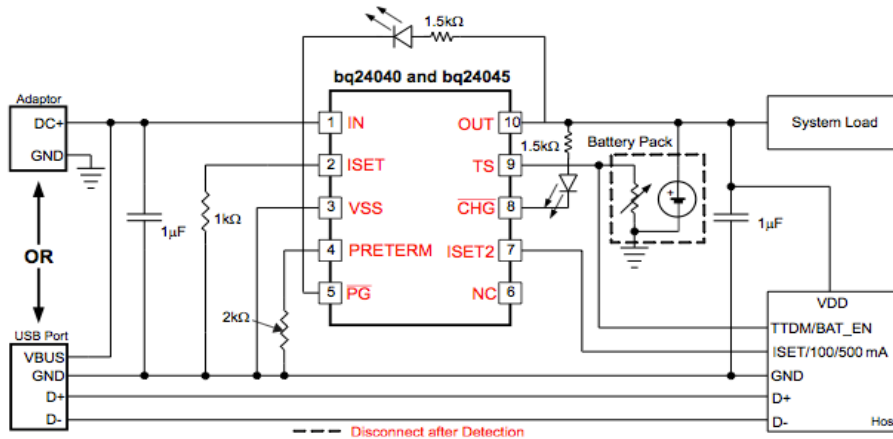 1.5kΩ
bq24040 and bq24045
Adaptor
DC+
GND
OR
USB Port
VBUS
GND
D+
D-
1μF
1kΩ
2kΩ
1 IN
2 ISET
3 VSS
4 PRETERM
5 PG
OUT 10
TS 9
CHG 8
ISET2 7
NC 6
1.5kΩ
Battery Pack
+
System Load
1μF
VDD
TTDM/BAT_EN
ISET/100/500 mA
GND
D+
D-
Hos
Disconnect after Detection